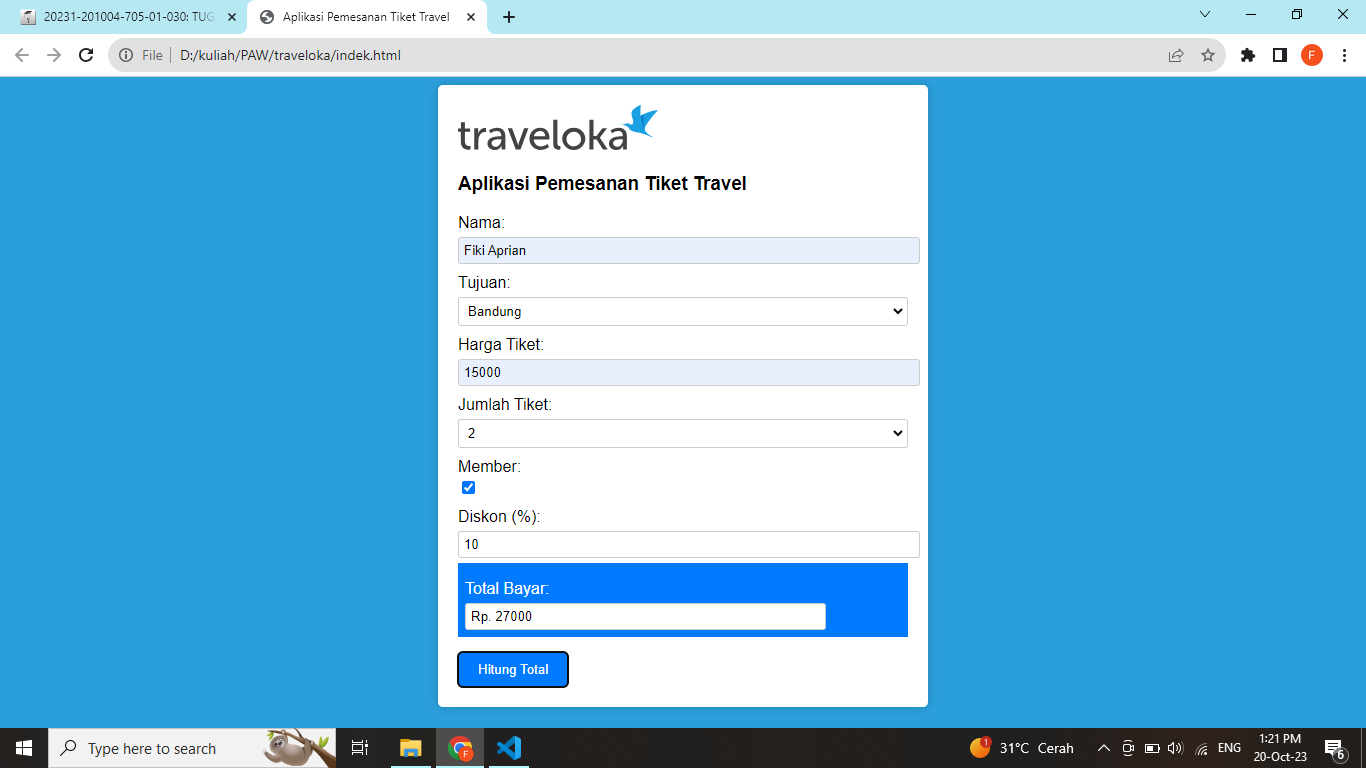 20231-201004-705-01-030: TUG
Aplikasi Pemesanan Tiket Travel
File
D:/kuliah/PAW/traveloka/indek.html
F
traveloka
Aplikasi Pemesanan Tiket Travel
Nama:
Fiki Aprian
Tujuan:
Bandung
Harga Tiket:
15000
Jumlah Tiket:
2
Member:
Diskon (%):
10
Total Bayar:
Rp. 27000
Hitung Total
Type here to search
F
1
31°C Cerah
ENG
1:21 PM
20-Oct-23
6